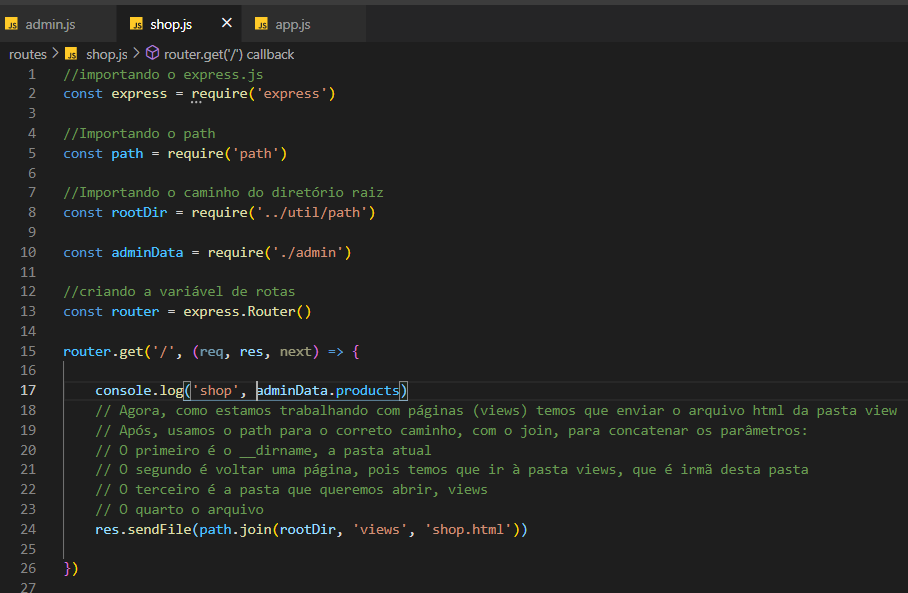 JS admin.js JS shop.js × JS app.js
routes > JS shop.js > router.get('/') callback
1 //importando o express.js
2 const express = require('express')
3
4 //Importando o path
5 const path = require('path')
6
7 //Importando o caminho do diretório raiz
8 const rootDir = require('../util/path')
9
10 const adminData = require('./admin')
11
12 //criando a variável de rotas
13 const router = express.Router()
14
15 router.get('/', (req, res, next) => {
16
17 console.log('shop', adminData.products)
18 // Agora, como estamos trabalhando com páginas (views) temos que enviar o arquivo html da pasta view
19 // Após, usamos o path para o correto caminho, com o join, para concatenar os parâmetros:
20 // O primeiro é o __dirname, a pasta atual
21 // O segundo é voltar uma página, pois temos que ir à pasta views, que é irmã desta pasta
22 // O terceiro é a pasta que queremos abrir, views
23 // O quarto o arquivo
24 res.sendFile(path.join(rootDir, 'views', 'shop.html'))
25
26 })
27